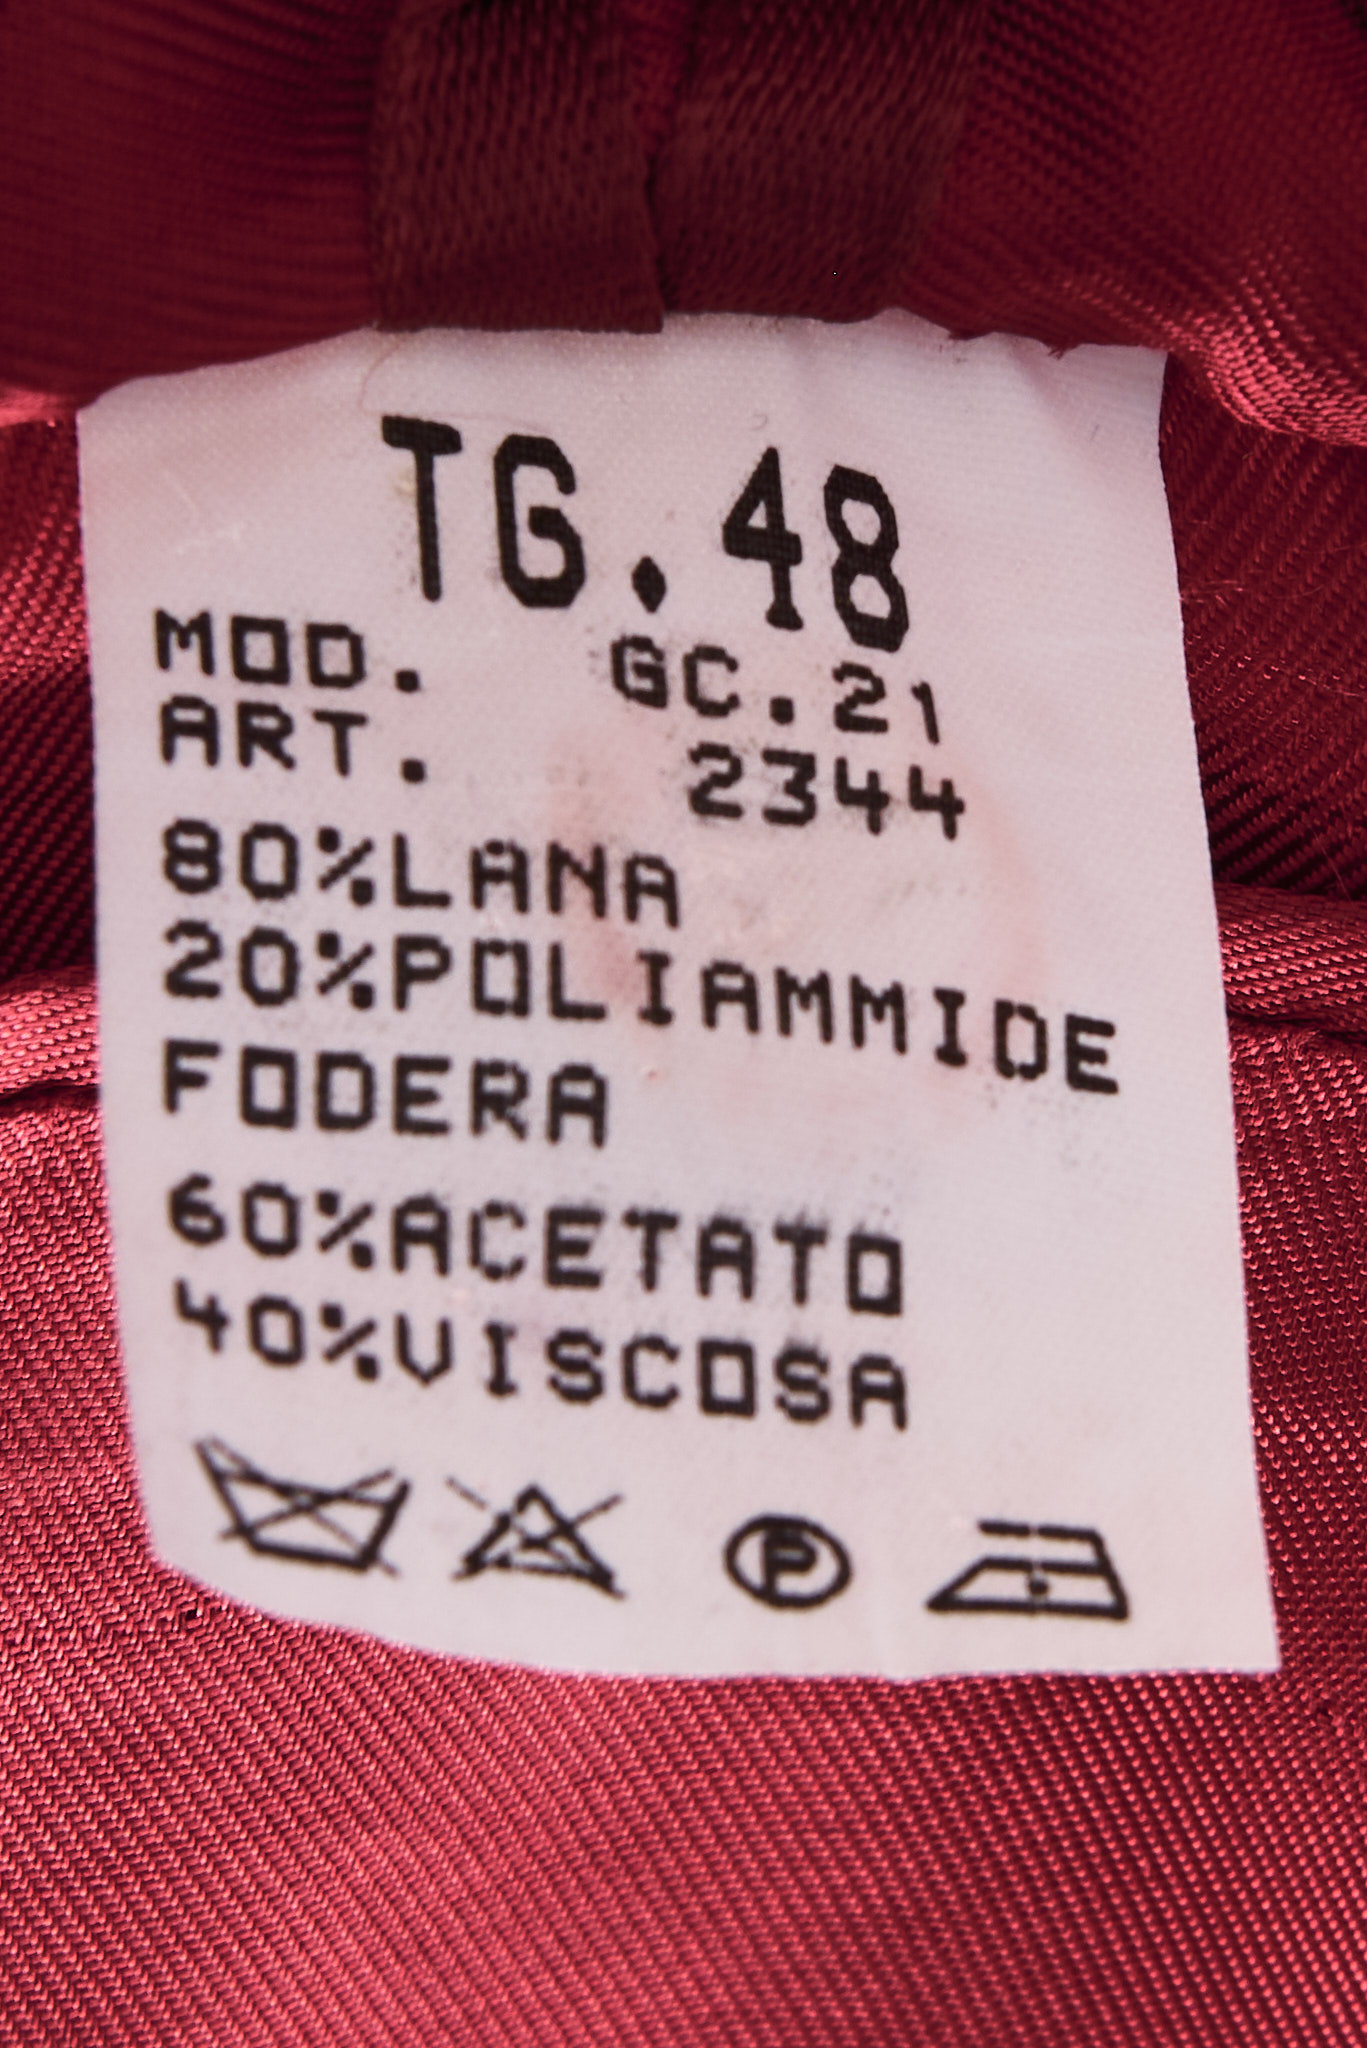 TG.48
MOD. GC.21
ART. 2344
80%LANA
20%POLIAMMIDE
FODERA
60%ACETATO
40%VISCOSA
P